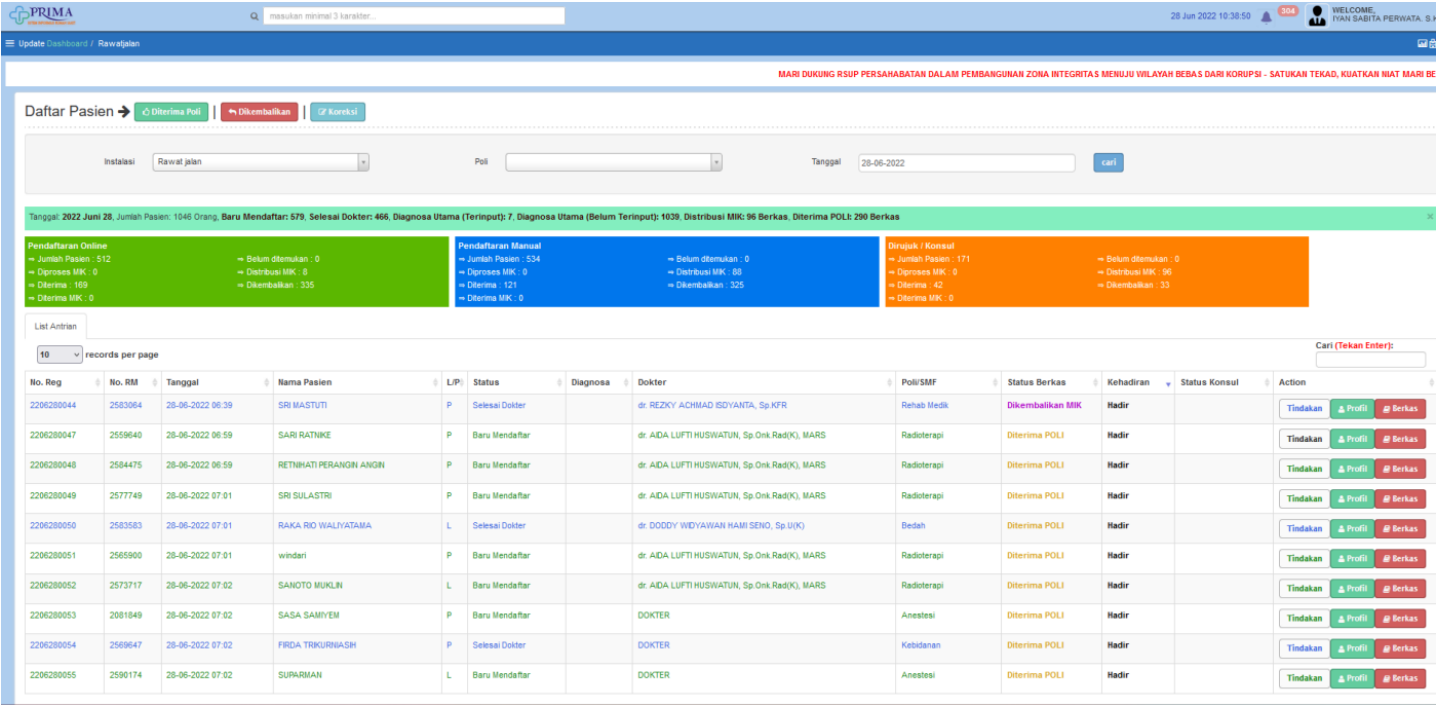 PRIMA
masukan minimal 3 karakter...
28 Jun 2022 10:38:50
304
WELCOME,
IYAN SABITA PERWATA. S.K
Update Dashboard / Rawatjalan
MARI DUKUNG RSUP PERSAHABATAN DALAM PEMBANGUNAN ZONA INTEGRITAS MENUJU WILAYAH BEBAS DARI KORUPSI - SATUKAN TEKAD, KUATKAN NIAT MARI BE
Daftar Pasien → Diterima Poli | Dikembalikan | Koreksi
Instalasi Rawat jalan Poli Tanggal 28-06-2022 cari
Tanggal: 2022 Juni 28, Jumlah Pasien: 1046 Orang, Baru Mendaftar: 579, Selesai Dokter: 466, Diagnosa Utama (Terinput): 7, Diagnosa Utama (Belum Terinput): 1039, Distribusi MIK: 96 Berkas, Diterima POLI: 290 Berkas ×
Pendaftaran Online
⇒ Jumlah Pasien : 512 ⇒ Belum ditemukan : 0
⇒ Diproses MIK : 0 ⇒ Distribusi MIK : 8
⇒ Diterima : 169 ⇒ Dikembalikan : 335
⇒ Diterima MIK : 0
Pendaftaran Manual
⇒ Jumlah Pasien : 534 ⇒ Belum ditemukan : 0
⇒ Diproses MIK : 0 ⇒ Distribusi MIK : 88
⇒ Diterima : 121 ⇒ Dikembalikan : 325
⇒ Diterima MIK : 0
Dirujuk / Konsul
⇒ Jumlah Pasien : 171 ⇒ Belum ditemukan : 0
⇒ Diproses MIK : 0 ⇒ Distribusi MIK : 96
⇒ Diterima : 42 ⇒ Dikembalikan : 33
⇒ Diterima MIK : 0
List Antrian
10 records per page
Cari (Tekan Enter):
No. Reg No. RM Tanggal Nama Pasien L/P Status Diagnosa Dokter Poli/SMF Status Berkas Kehadiran Status Konsul Action
2206280044 2583064 28-06-2022 06:39 SRI MASTUTI P Selesai Dokter dr. REZKY ACHMAD ISDYANTA, Sp.KFR Rehab Medik Dikembalikan MIK Hadir Tindakan Profil Berkas
2206280047 2559640 28-06-2022 06:59 SARI RATNIKE P Baru Mendaftar dr. AIDA LUFTI HUSWATUN, Sp.Onk.Rad(K), MARS Radioterapi Diterima POLI Hadir Tindakan Profil Berkas
2206280048 2584475 28-06-2022 06:59 RETNIHATI PERANGIN ANGIN P Baru Mendaftar dr. AIDA LUFTI HUSWATUN, Sp.Onk.Rad(K), MARS Radioterapi Diterima POLI Hadir Tindakan Profil Berkas
2206280049 2577749 28-06-2022 07:01 SRI SULASTRI P Baru Mendaftar dr. AIDA LUFTI HUSWATUN, Sp.Onk.Rad(K), MARS Radioterapi Diterima POLI Hadir Tindakan Profil Berkas
2206280050 2583583 28-06-2022 07:01 RAKA RIO WALIYATAMA L Selesai Dokter dr. DODDY WIDYAWAN HAMI SENO, Sp.U(K) Bedah Diterima POLI Hadir Tindakan Profil Berkas
2206280051 2565900 28-06-2022 07:01 windari P Baru Mendaftar dr. AIDA LUFTI HUSWATUN, Sp.Onk.Rad(K), MARS Radioterapi Diterima POLI Hadir Tindakan Profil Berkas
2206280052 2573717 28-06-2022 07:02 SANOTO MUKLIN L Baru Mendaftar dr. AIDA LUFTI HUSWATUN, Sp.Onk.Rad(K), MARS Radioterapi Diterima POLI Hadir Tindakan Profil Berkas
2206280053 2081849 28-06-2022 07:02 SASA SAMIYEM P Baru Mendaftar DOKTER Anestesi Diterima POLI Hadir Tindakan Profil Berkas
2206280054 2569647 28-06-2022 07:02 FIRDA TRIKURNIASIH P Selesai Dokter DOKTER Kebidanan Diterima POLI Hadir Tindakan Profil Berkas
2206280055 2590174 28-06-2022 07:02 SUPARMAN L Baru Mendaftar DOKTER Anestesi Diterima POLI Hadir Tindakan Profil Berkas